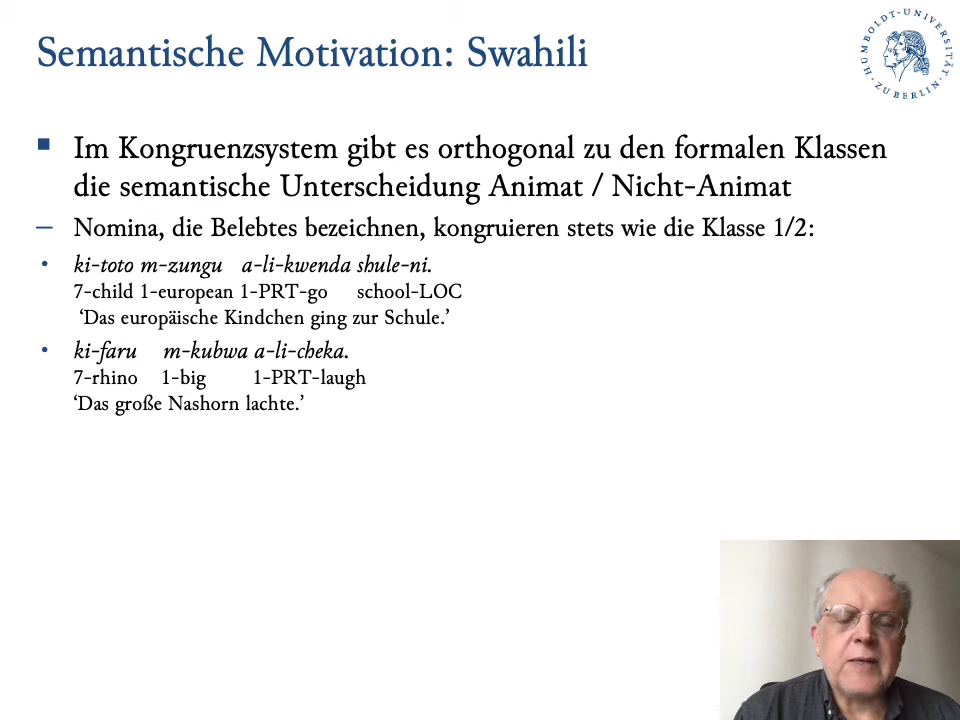 Semantische Motivation: Swahili
HUMBOLDT-UNIVERSITÄT ZU BERLIN
Im Kongruenzsystem gibt es orthogonal zu den formalen Klassen
die semantische Unterscheidung Animat / Nicht-Animat
– Nomina, die Belebtes bezeichnen, kongruieren stets wie die Klasse 1/2:
• ki-toto m-zungu a-li-kwenda shule-ni.
7-child 1-european 1-PRT-go school-LOC
‘Das europäische Kindchen ging zur Schule.’
• ki-faru m-kubwa a-li-cheka.
7-rhino 1-big 1-PRT-laugh
‘Das große Nashorn lachte.’